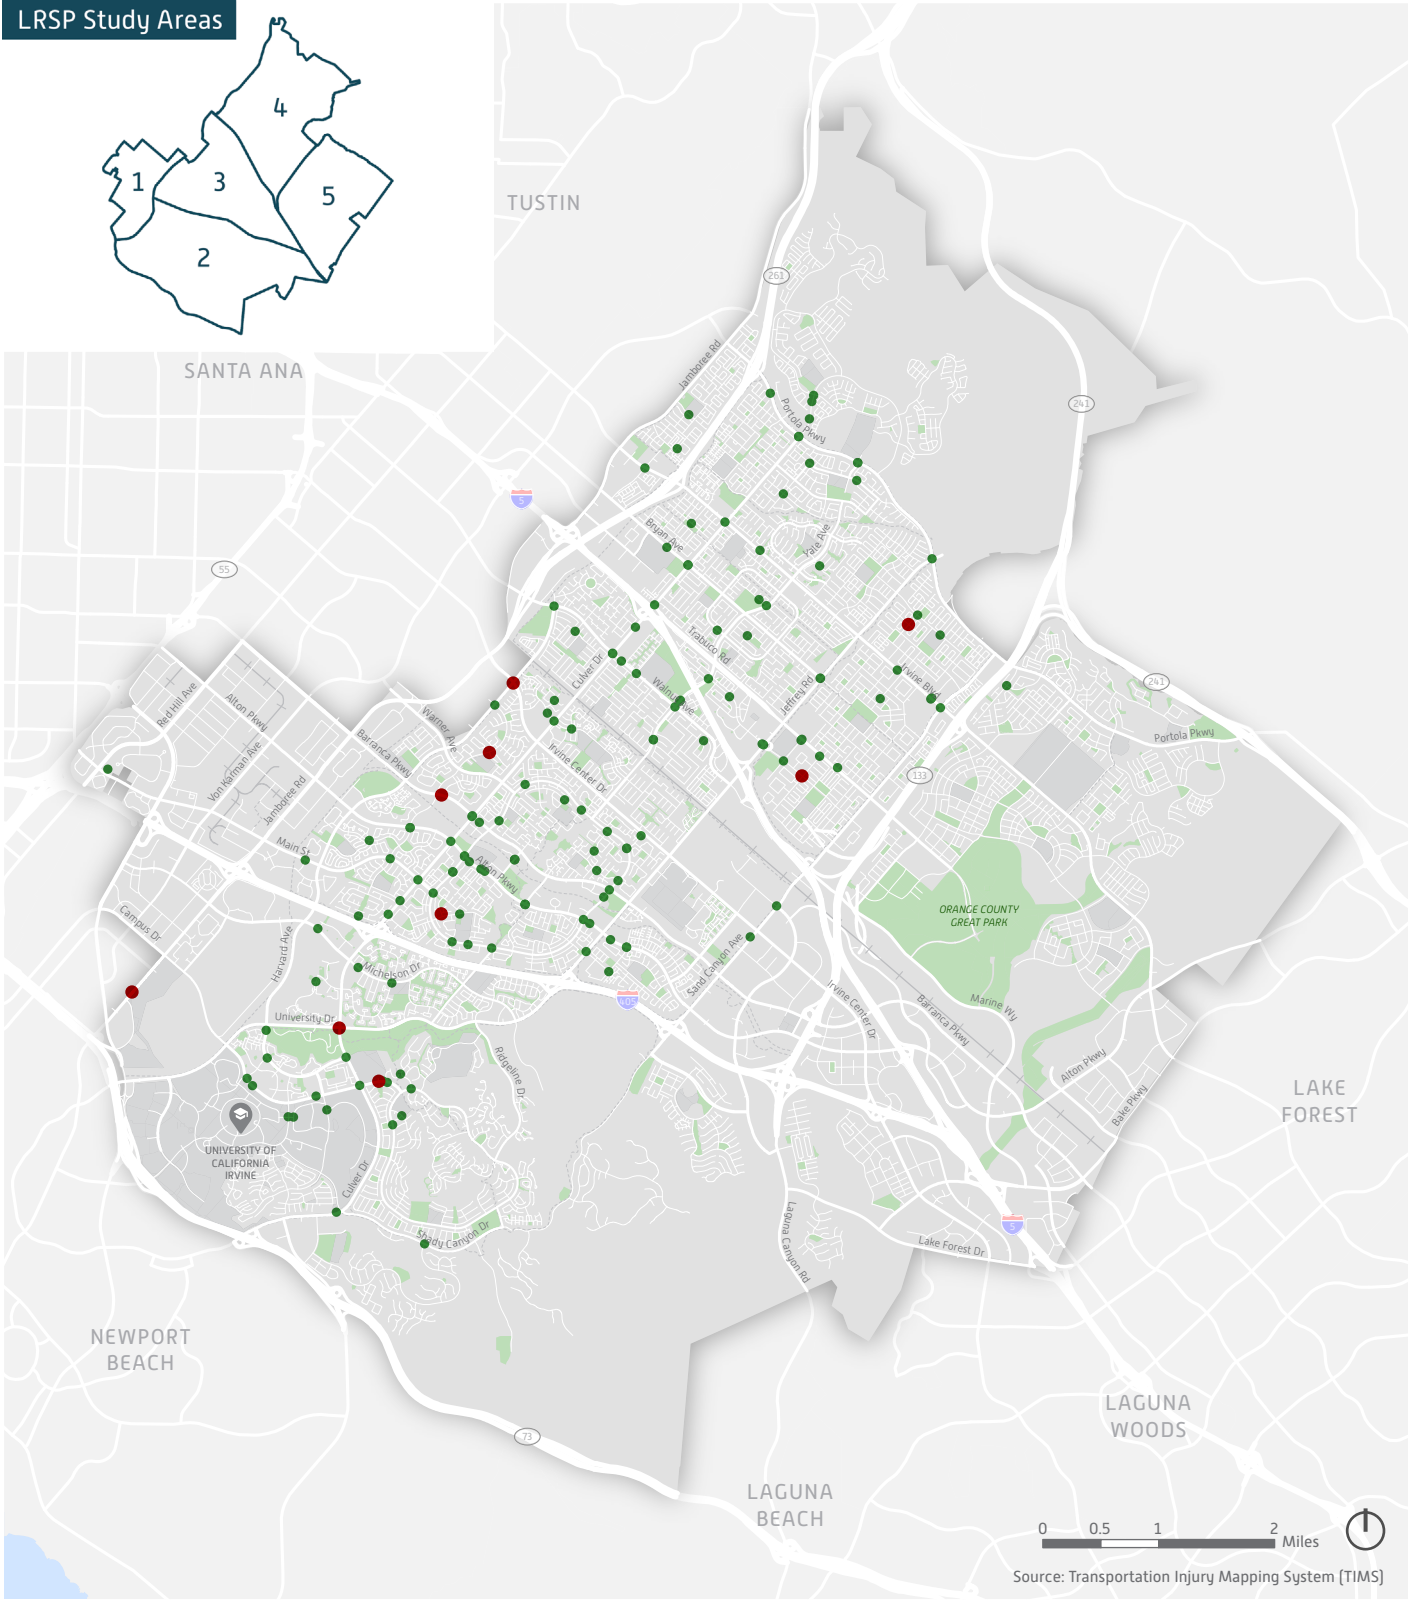 LRSP Study Areas
4
1
3
5
2
TUSTIN
261
SANTA ANA
Jamboree Rd
241
Portola Pkwy
5
Bryan Ave
Yale Ave
55
Trabuco Rd
Culver Dr
Walnut Ave
Jeffrey Rd
Irvine Blvd
241
Portola Pkwy
Red Hill Ave
Alton Pkwy
Warner Ave
Barranca Pkwy
Von Karman Ave
Irvine Center Dr
133
Jamboree Rd
Main St
Alton Pkwy
Campus Dr
ORANGE COUNTY
GREAT PARK
Harvard Ave
Michelson Dr
Sand Canyon Ave
405
Irvine Center Dr
Barranca Pkwy
Marine Wy
University Dr
Ridgeline Dr
Alton Pkwy
Bake Pkwy
LAKE
FOREST
UNIVERSITY OF
CALIFORNIA
IRVINE
Culver Dr
Shady Canyon Dr
Laguna Canyon Rd
5
Lake Forest Dr
NEWPORT
BEACH
LAGUNA
WOODS
73
LAGUNA
BEACH
0 0.5 1 2
Miles
Source: Transportation Injury Mapping System (TIMS)